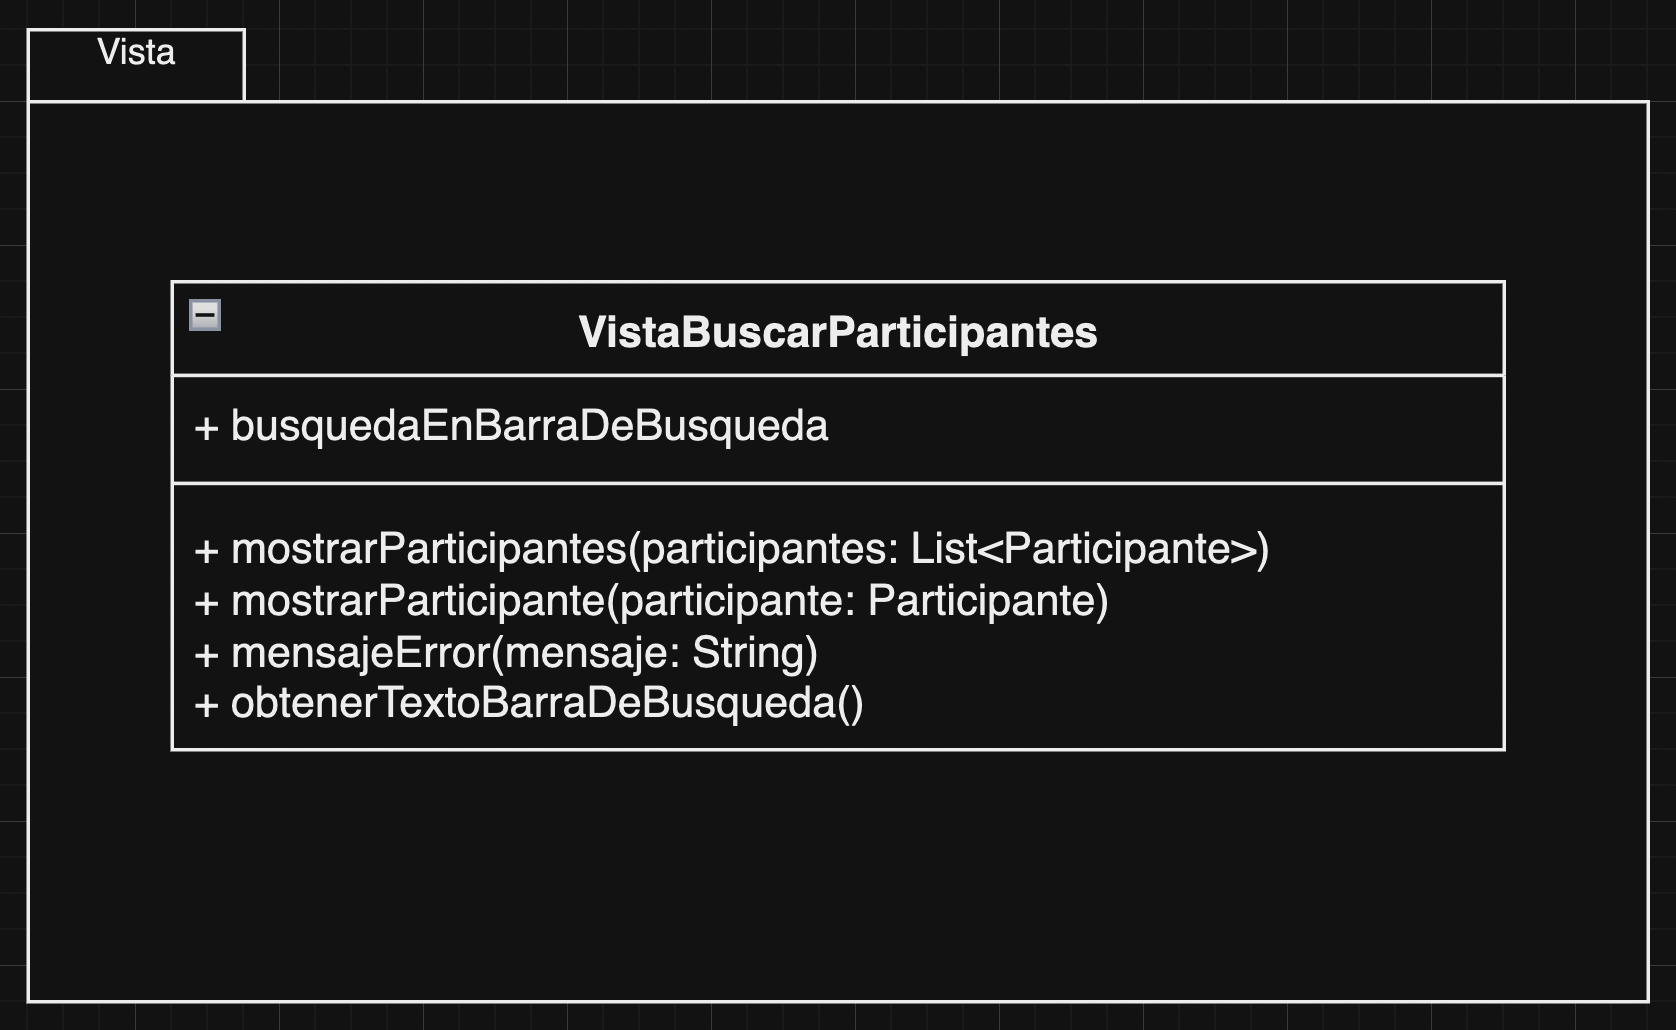 Vista
VistaBuscarParticipantes
+ busquedaEnBarraDeBusqueda
+ mostrarParticipantes(participantes: List<Participante>)
+ mostrarParticipante(participante: Participante)
+ mensajeError(mensaje: String)
+ obtenerTextoBarraDeBusqueda()